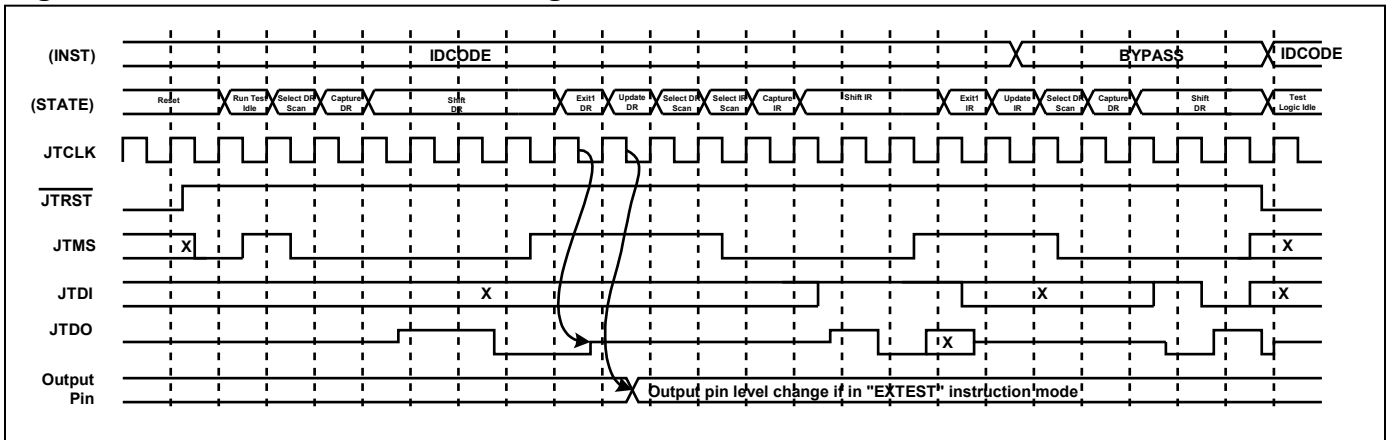 (INST) IDCODE BYPASS IDCODE
(STATE) Reset Run Test Idle Select DR Scan Capture DR Shift DR Exit1 DR Update DR Select DR Scan Select IR Scan Capture IR Shift IR Exit1 IR Update IR Select DR Scan Capture DR Shift DR Test Logic Idle
JTCLK
JTRST
JTMS X X
JTDI X X X
JTDO X
Output
Pin Output pin level change if in "EXTEST" instruction mode